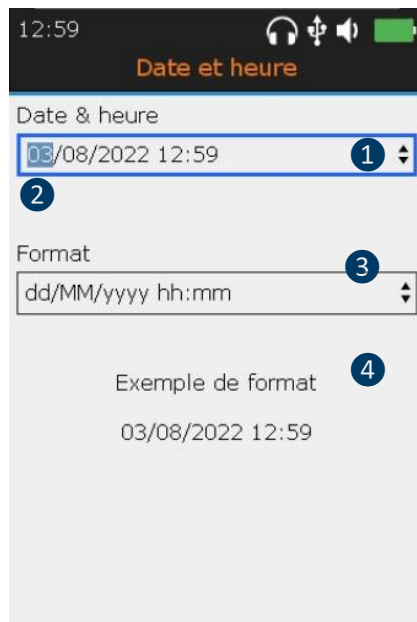 12:59
Date et heure
Date & heure
03/08/2022 12:59
1
2
Format
3
dd/MM/yyyy hh:mm
4
Exemple de format
03/08/2022 12:59